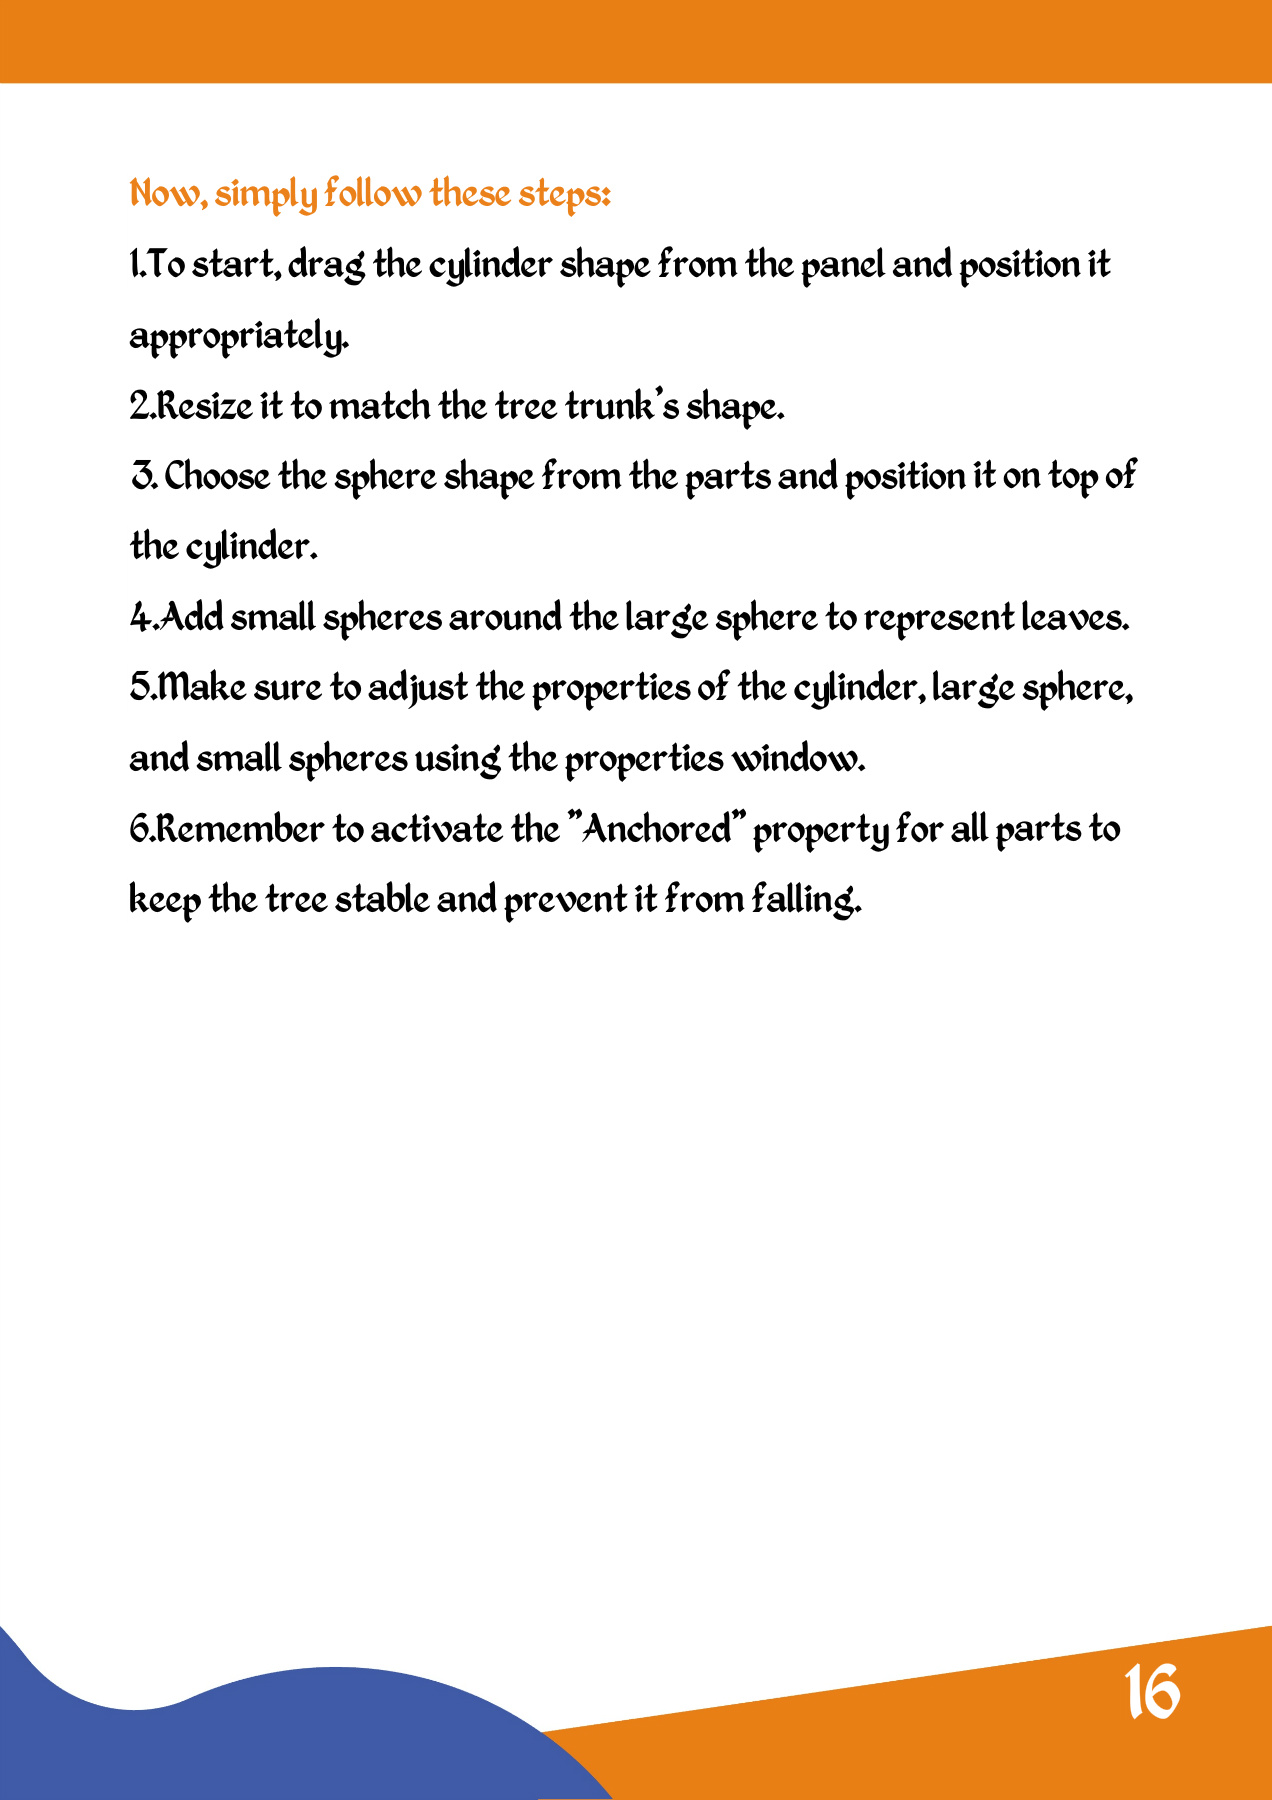 Now, simply follow these steps:
1.To start, drag the cylinder shape from the panel and position it
appropriately.
2.Resize it to match the tree trunk's shape.
3. Choose the sphere shape from the parts and position it on top of
the cylinder.
4.Add small spheres around the large sphere to represent leaves.
5.Make sure to adjust the properties of the cylinder, large sphere,
and small spheres using the properties window.
6.Remember to activate the "Anchored" property for all parts to
keep the tree stable and prevent it from falling.
16